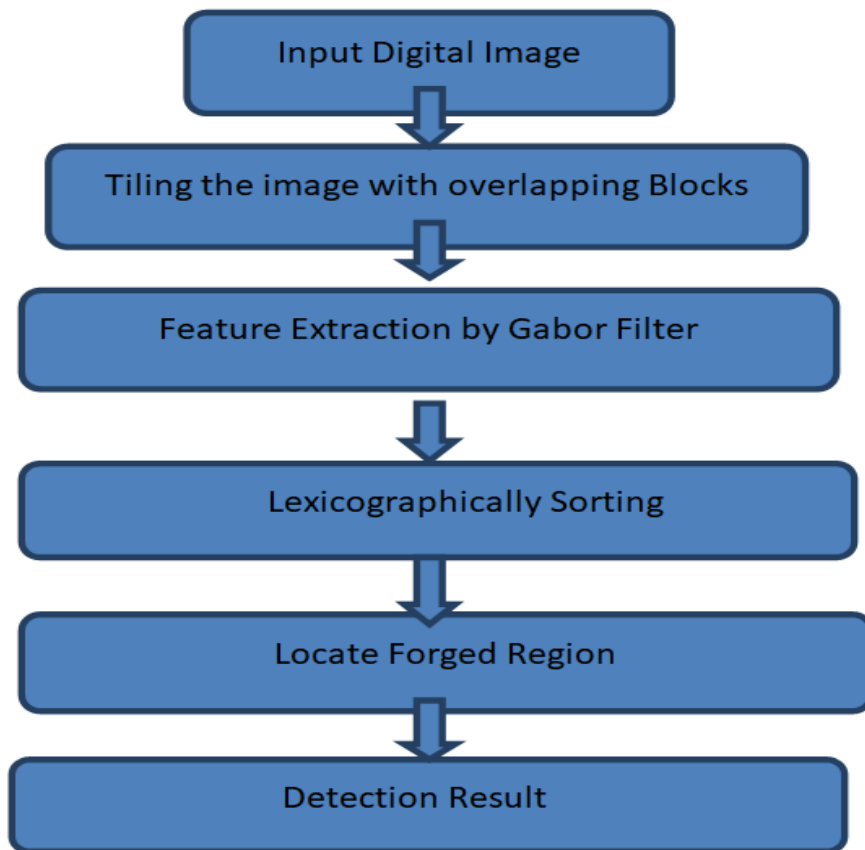 Input Digital Image
Tiling the image with overlapping Blocks
Feature Extraction by Gabor Filter
Lexicographically Sorting
Locate Forged Region
Detection Result